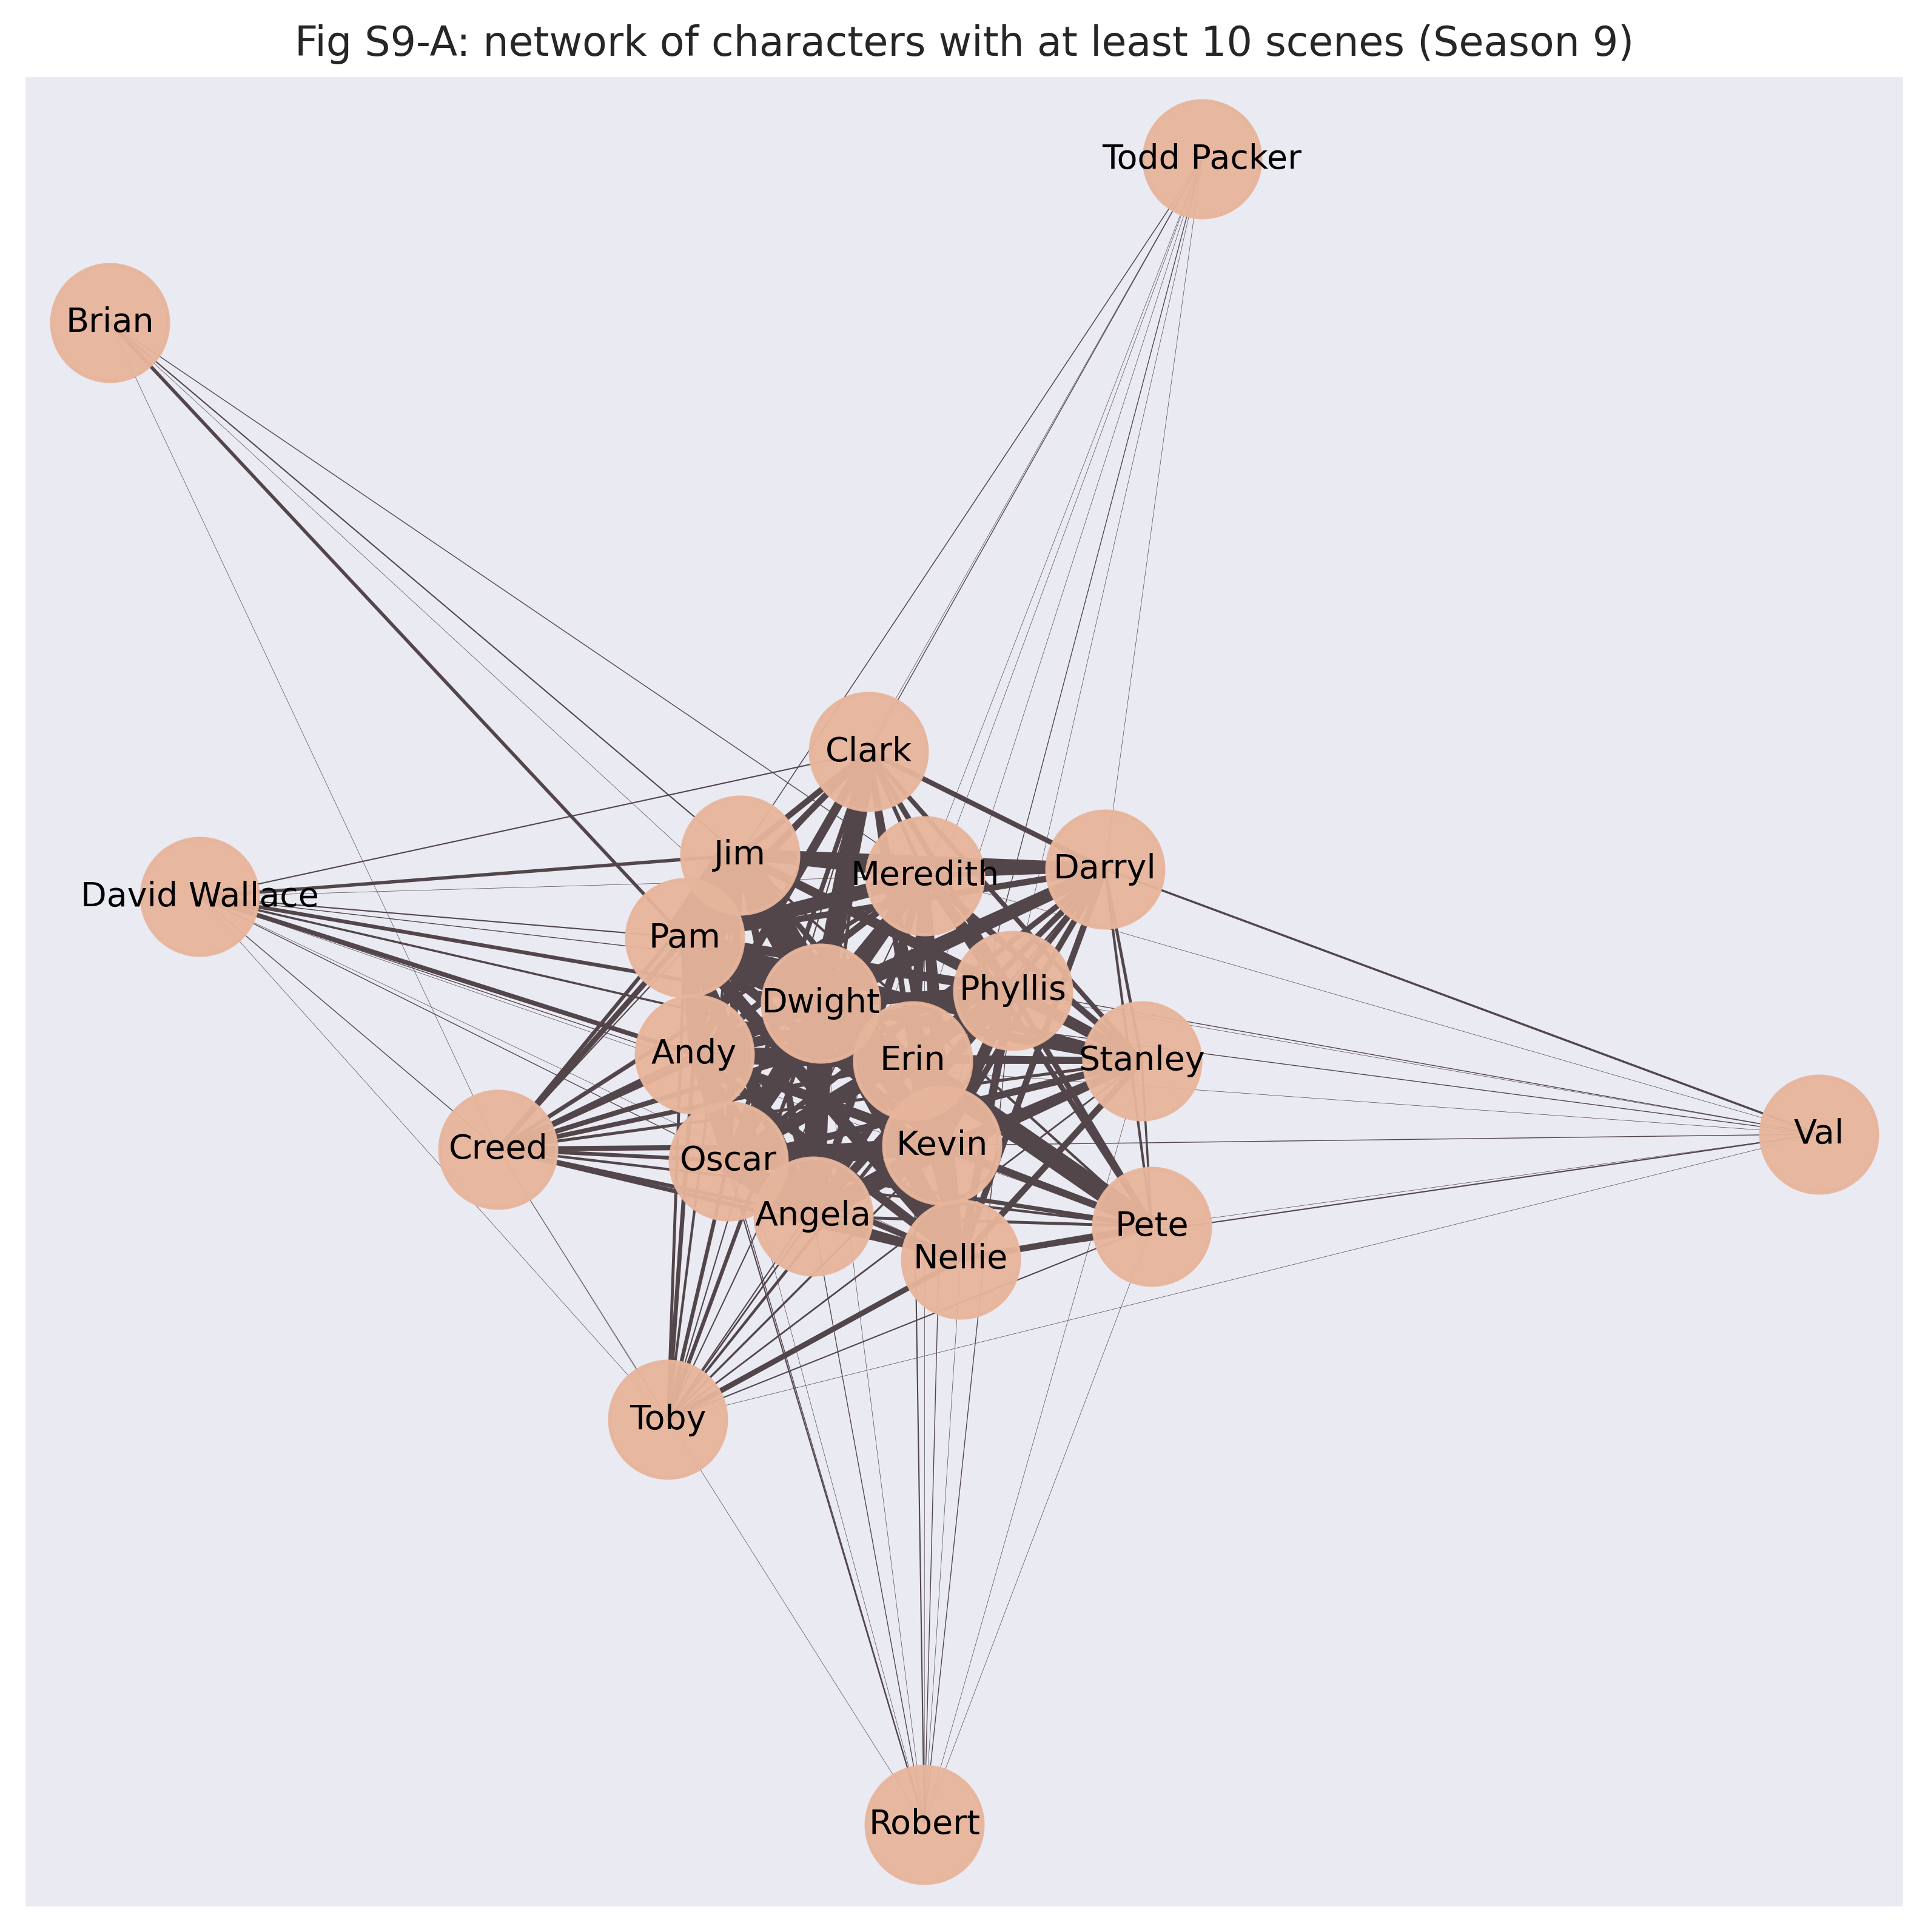 Fig S9-A: network of characters with at least 10 scenes (Season 9)
Todd Packer
Brian
Clark
Jim
Meredith
Darryl
David Wallace
Pam
Dwight
Phyllis
Andy
Erin
Stanley
Creed
Oscar
Kevin
Val
Angela
Nellie
Pete
Toby
Robert